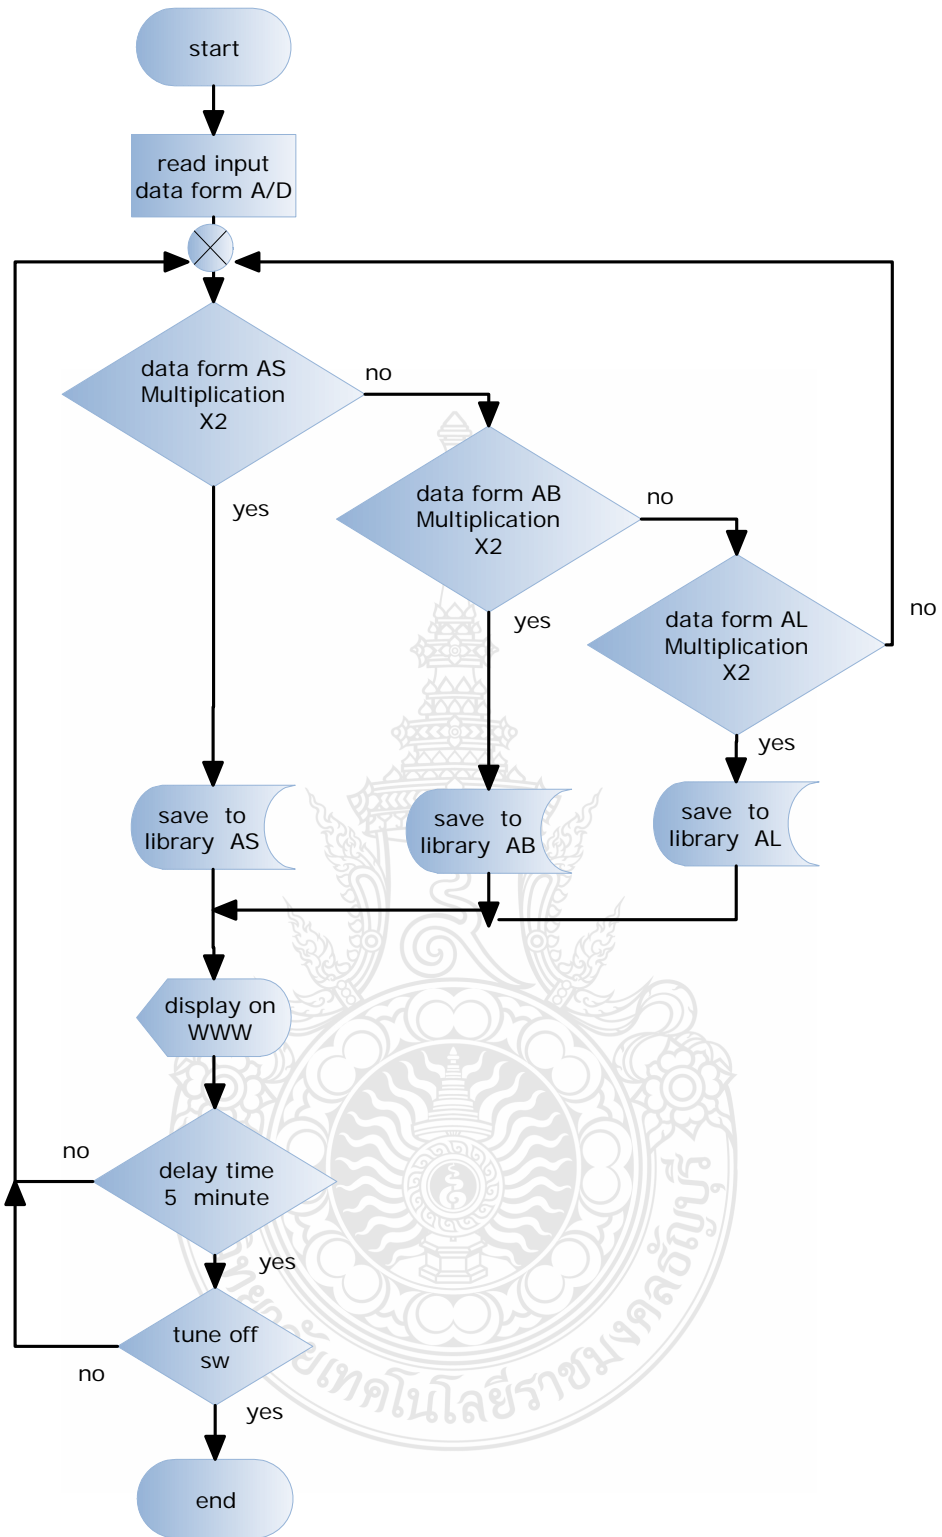 start
read input
data form A/D
data form AS
Multiplication
X2
no
yes
data form AB
Multiplication
X2
no
yes
data form AL
Multiplication
X2
no
yes
save to
library AS
save to
library AB
save to
library AL
display on
WWW
delay time
5 minute
no
yes
tune off
sw
no
yes
end